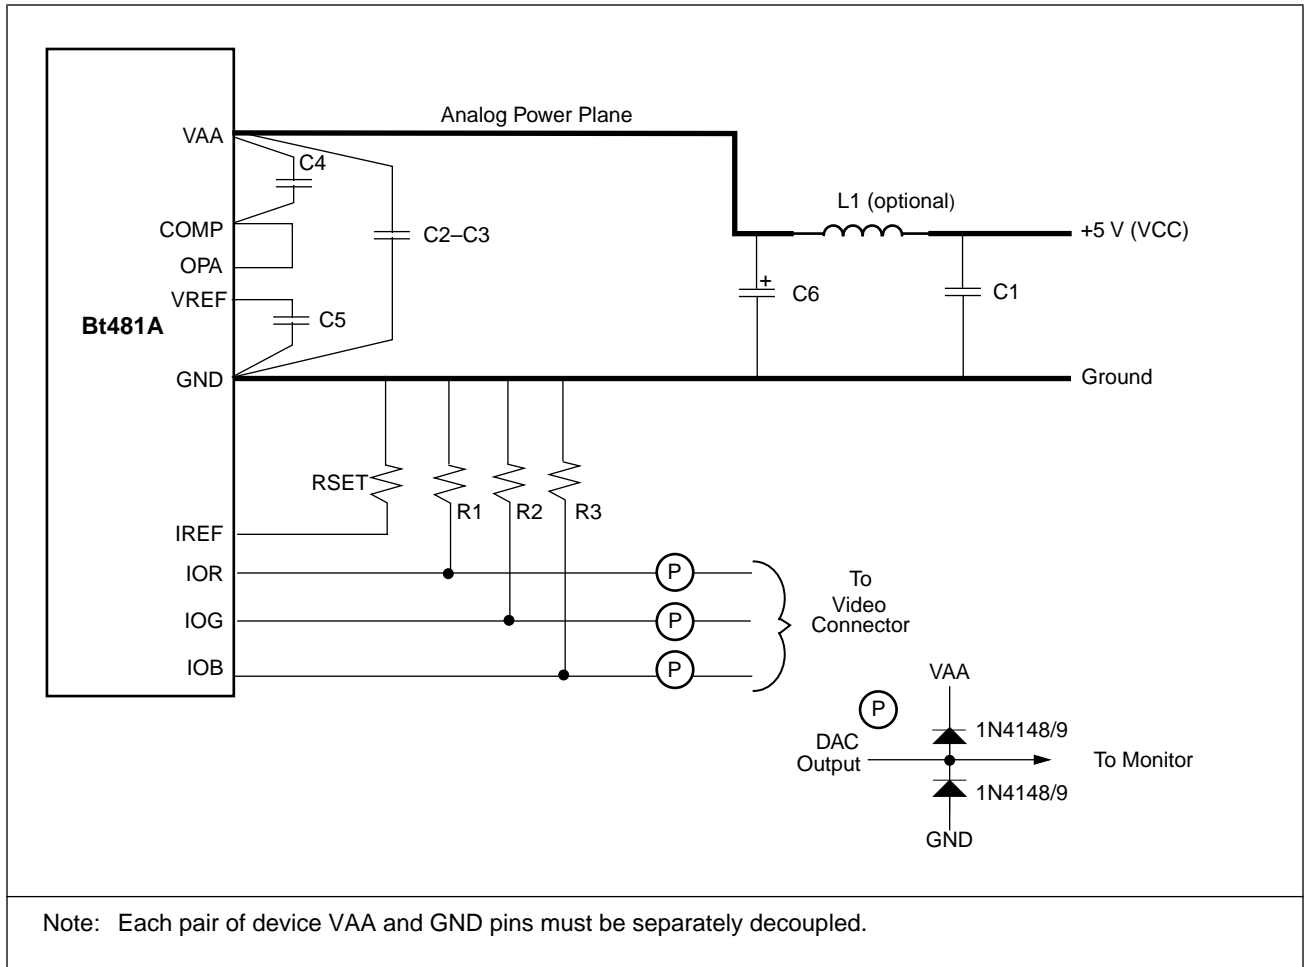 Analog Power Plane
VAA
C4
L1 (optional)
COMP
C2–C3
+5 V (VCC)
OPA
+
VREF
C6
C1
C5
Bt481A
GND
Ground
RSET
R1
R2
R3
IREF
IOR
P
To
Video
Connector
IOG
P
IOB
P
VAA
P
1N4148/9
DAC
Output
To Monitor
1N4148/9
GND
Note: Each pair of device VAA and GND pins must be separately decoupled.